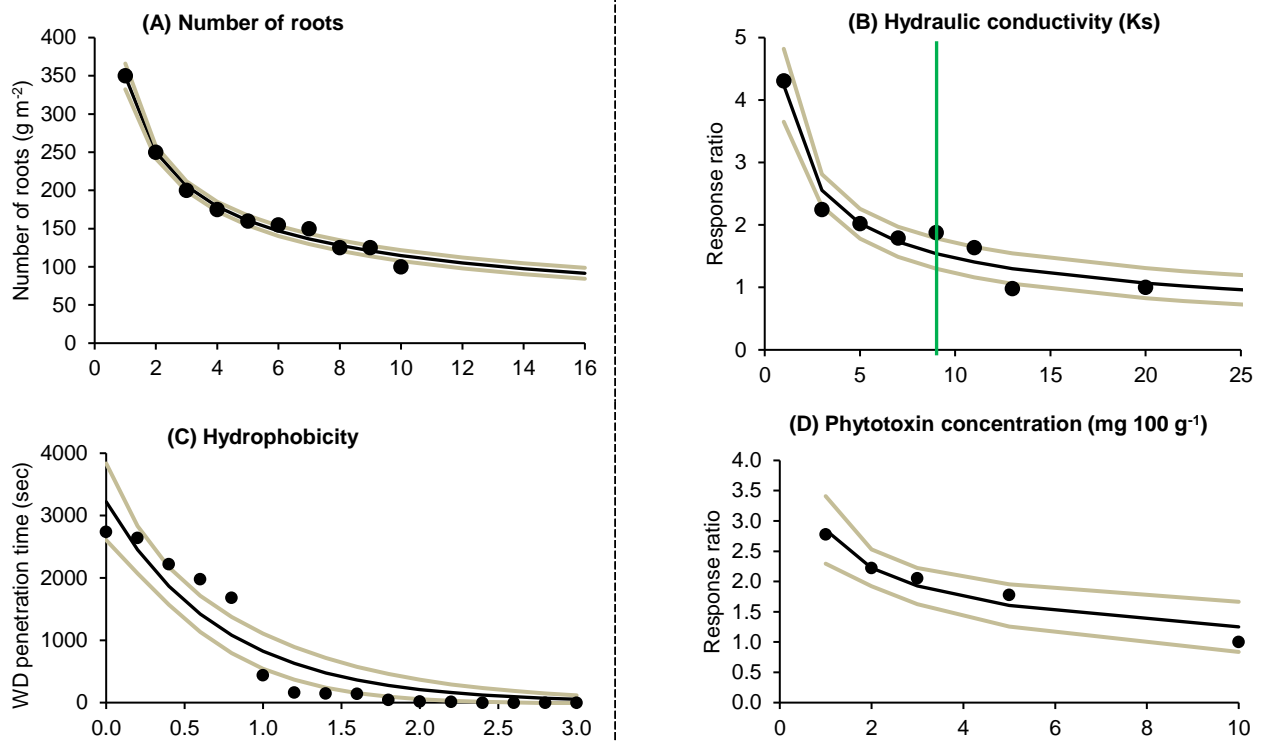 (A) Number of roots
Number of roots (g m-2)
400
350
300
250
200
150
100
50
0
0 2 4 6 8 10 12 14 16
(B) Hydraulic conductivity (Ks)
Response ratio
5
4
3
2
1
0
0 5 10 15 20 25
(C) Hydrophobicity
WD penetration time (sec)
4000
3000
2000
1000
0
0.0 0.5 1.0 1.5 2.0 2.5 3.0
(D) Phytotoxin concentration (mg 100 g-1)
Response ratio
4.0
3.5
3.0
2.5
2.0
1.5
1.0
0.5
0.0
0 2 4 6 8 10